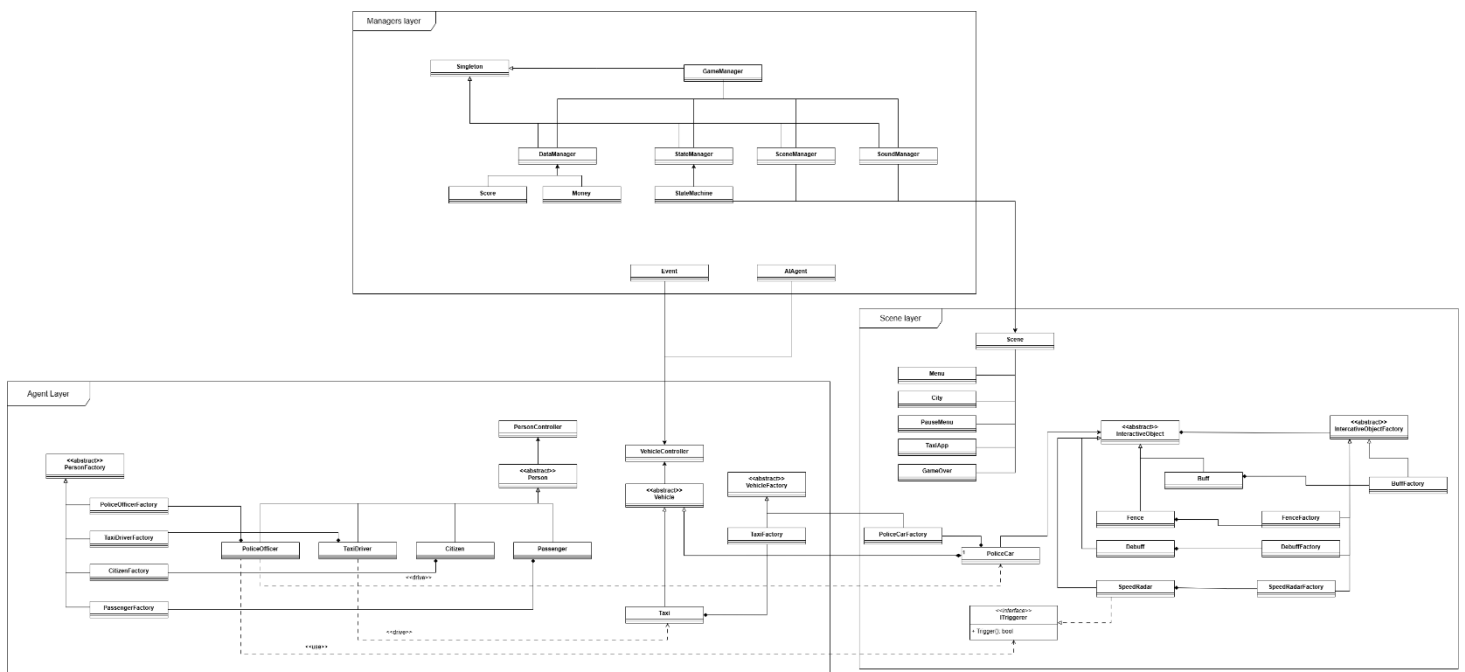 Managers layer
Singleton
GameManager
DataManager
StateManager
SceneManager
SoundManager
Score
Money
StateMachine
Event
AIAgent
Scene layer
Scene
Menu
City
PauseMenu
TaxiApp
GameOver
<<abstract>>
InteractiveObject
<<abstract>>
IntercativeObjectFactory
Buff
BuffFactory
Fence
FenceFactory
Debuff
DebuffFactory
SpeedRadar
SpeedRadarFactory
<<interface>>
ITriggerer
+ Trigger(): bool
PoliceCarFactory
1
PoliceCar
Agent Layer
PersonController
<<abstract>>
PersonFactory
<<abstract>>
Person
VehicleController
<<abstract>>
Vehicle
<<abstract>>
VehicleFactory
PoliceOfficerFactory
TaxiDriverFactory
CitizenFactory
PassengerFactory
PoliceOfficer
TaxiDriver
Citizen
Passenger
TaxiFactory
Taxi
<<drive>>
<<drive>>
<<use>>